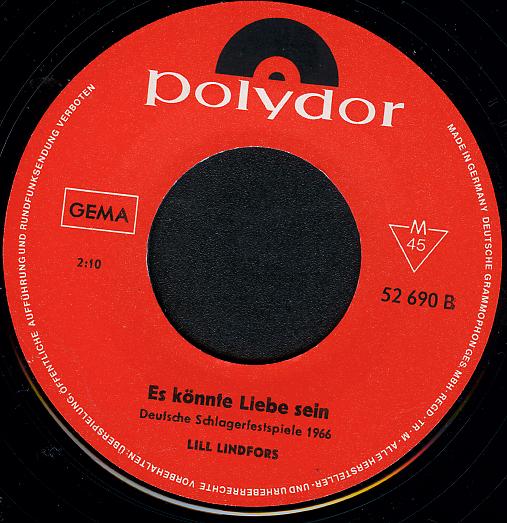 polydor
GEMA
2:10
M
45
52 690 B
Es könnte Liebe sein
Deutsche Schlagerfestspiele 1966
LILL LINDFORS
MADE IN GERMANY DEUTSCHE GRAMMOPHON GES. MBH · REGD · TR · M · ALLE HERSTELLER- UND URHEBERRECHTE VORBEHALTEN · ÜBERSPIELUNG, ÖFFENTLICHE AUFFÜHRUNG UND RUNDFUNKSENDUNG VERBOTEN